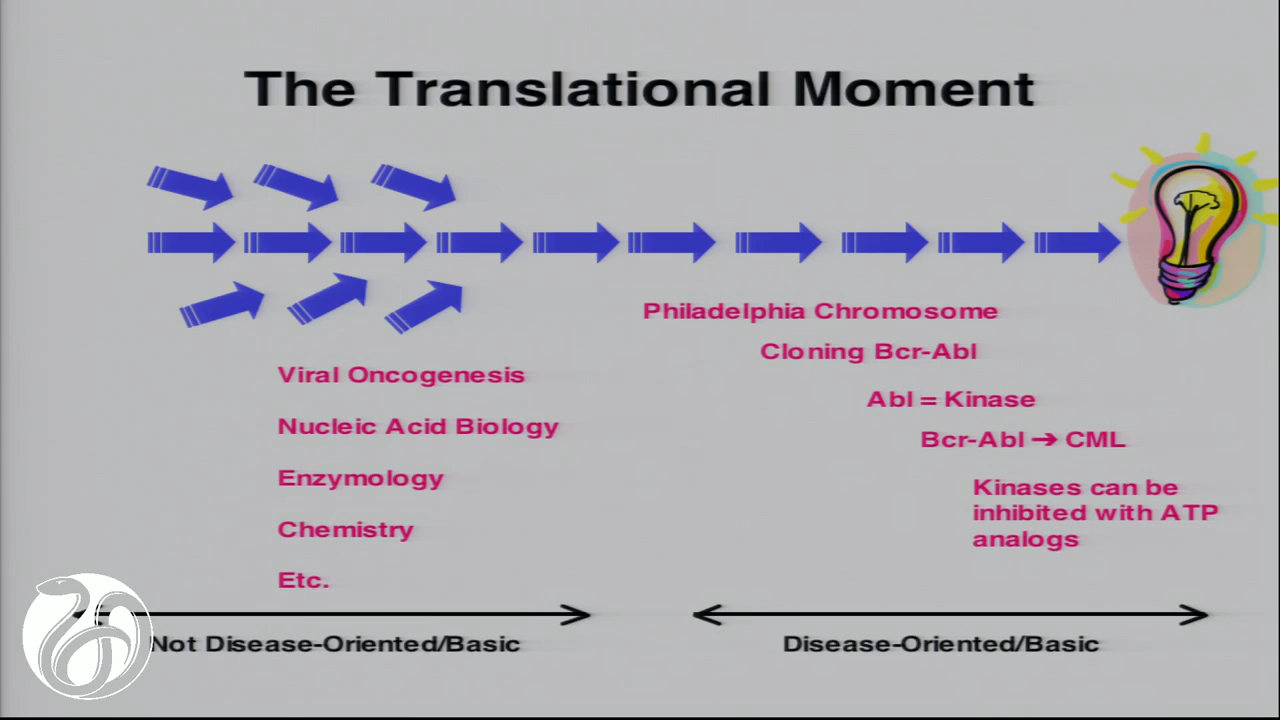 The Translational Moment
Philadelphia Chromosome
Cloning Bcr-Abl
Viral Oncogenesis
Abl = Kinase
Nucleic Acid Biology
Bcr-Abl ➔ CML
Enzymology
Kinases can be
inhibited with ATP
analogs
Chemistry
Etc.
Not Disease-Oriented/Basic
Disease-Oriented/Basic